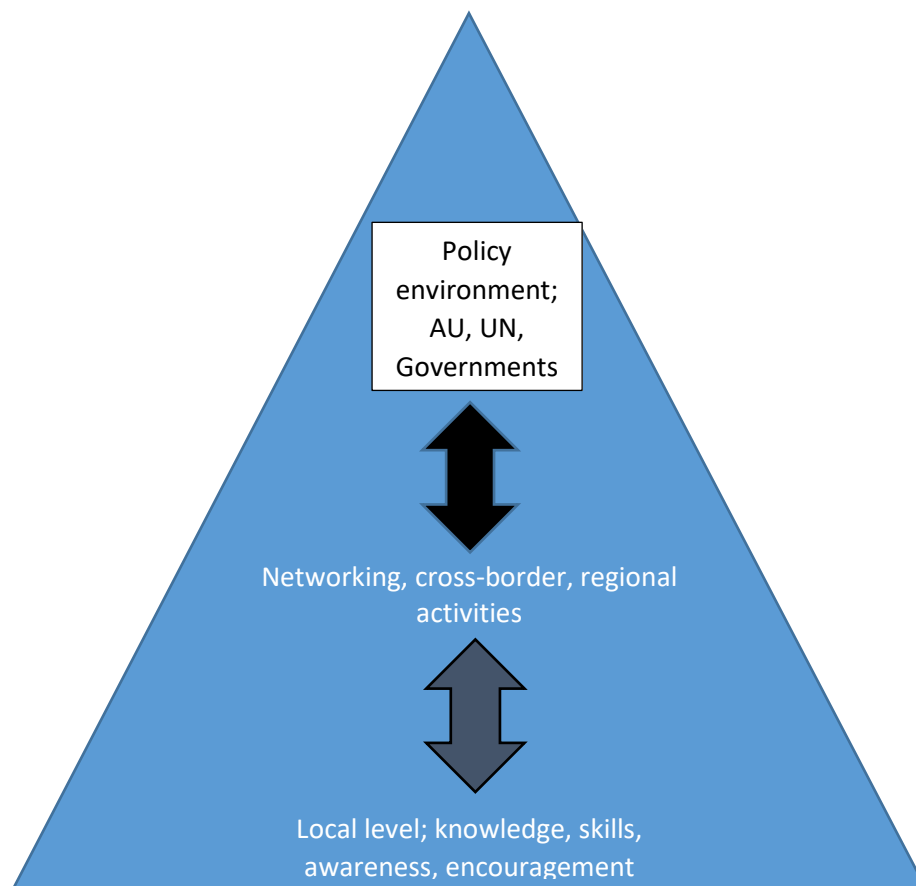 Policy
environment;
AU, UN,
Governments
Networking, cross-border, regional
activities
Local level; knowledge, skills,
awareness, encouragement